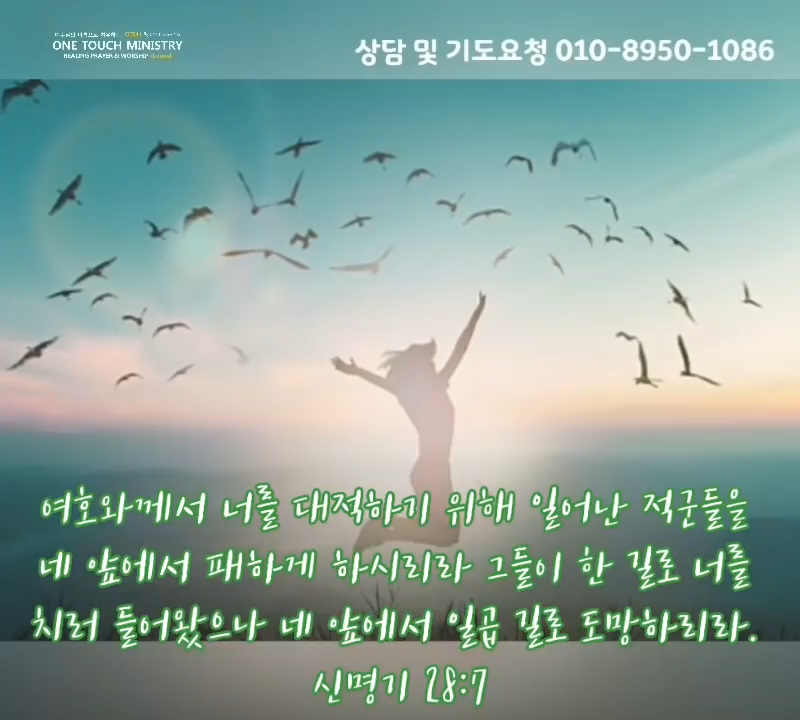 ONE TOUCH MINISTRY
HEALING PRAYER & WORSHIP channel
상담 및 기도요청 010-8950-1086
여호와께서 너를 대적하기 위해 일어난 적군들을
네 앞에서 패하게 하시리라 그들이 한 길로 너를
치러 들어왔으나 네 앞에서 일곱 길로 도망하리라.
신명기 28:7